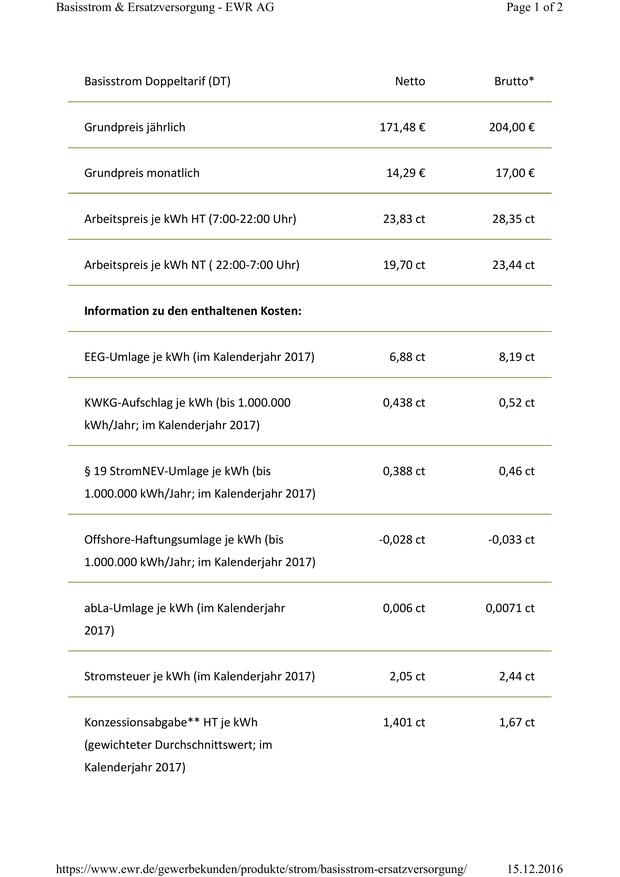 Basisstrom & Ersatzversorgung - EWR AG Page 1 of 2
Basisstrom Doppeltarif (DT) Netto Brutto*
Grundpreis jährlich 171,48 € 204,00 €
Grundpreis monatlich 14,29 € 17,00 €
Arbeitspreis je kWh HT (7:00-22:00 Uhr) 23,83 ct 28,35 ct
Arbeitspreis je kWh NT ( 22:00-7:00 Uhr) 19,70 ct 23,44 ct
Information zu den enthaltenen Kosten:
EEG-Umlage je kWh (im Kalenderjahr 2017) 6,88 ct 8,19 ct
KWKG-Aufschlag je kWh (bis 1.000.000 0,438 ct 0,52 ct
kWh/Jahr; im Kalenderjahr 2017)
§ 19 StromNEV-Umlage je kWh (bis 0,388 ct 0,46 ct
1.000.000 kWh/Jahr; im Kalenderjahr 2017)
Offshore-Haftungsumlage je kWh (bis -0,028 ct -0,033 ct
1.000.000 kWh/Jahr; im Kalenderjahr 2017)
abLa-Umlage je kWh (im Kalenderjahr 0,006 ct 0,0071 ct
2017)
Stromsteuer je kWh (im Kalenderjahr 2017) 2,05 ct 2,44 ct
Konzessionsabgabe** HT je kWh 1,401 ct 1,67 ct
(gewichteter Durchschnittswert; im
Kalenderjahr 2017)
https://www.ewr.de/gewerbekunden/produkte/strom/basisstrom-ersatzversorgung/ 15.12.2016